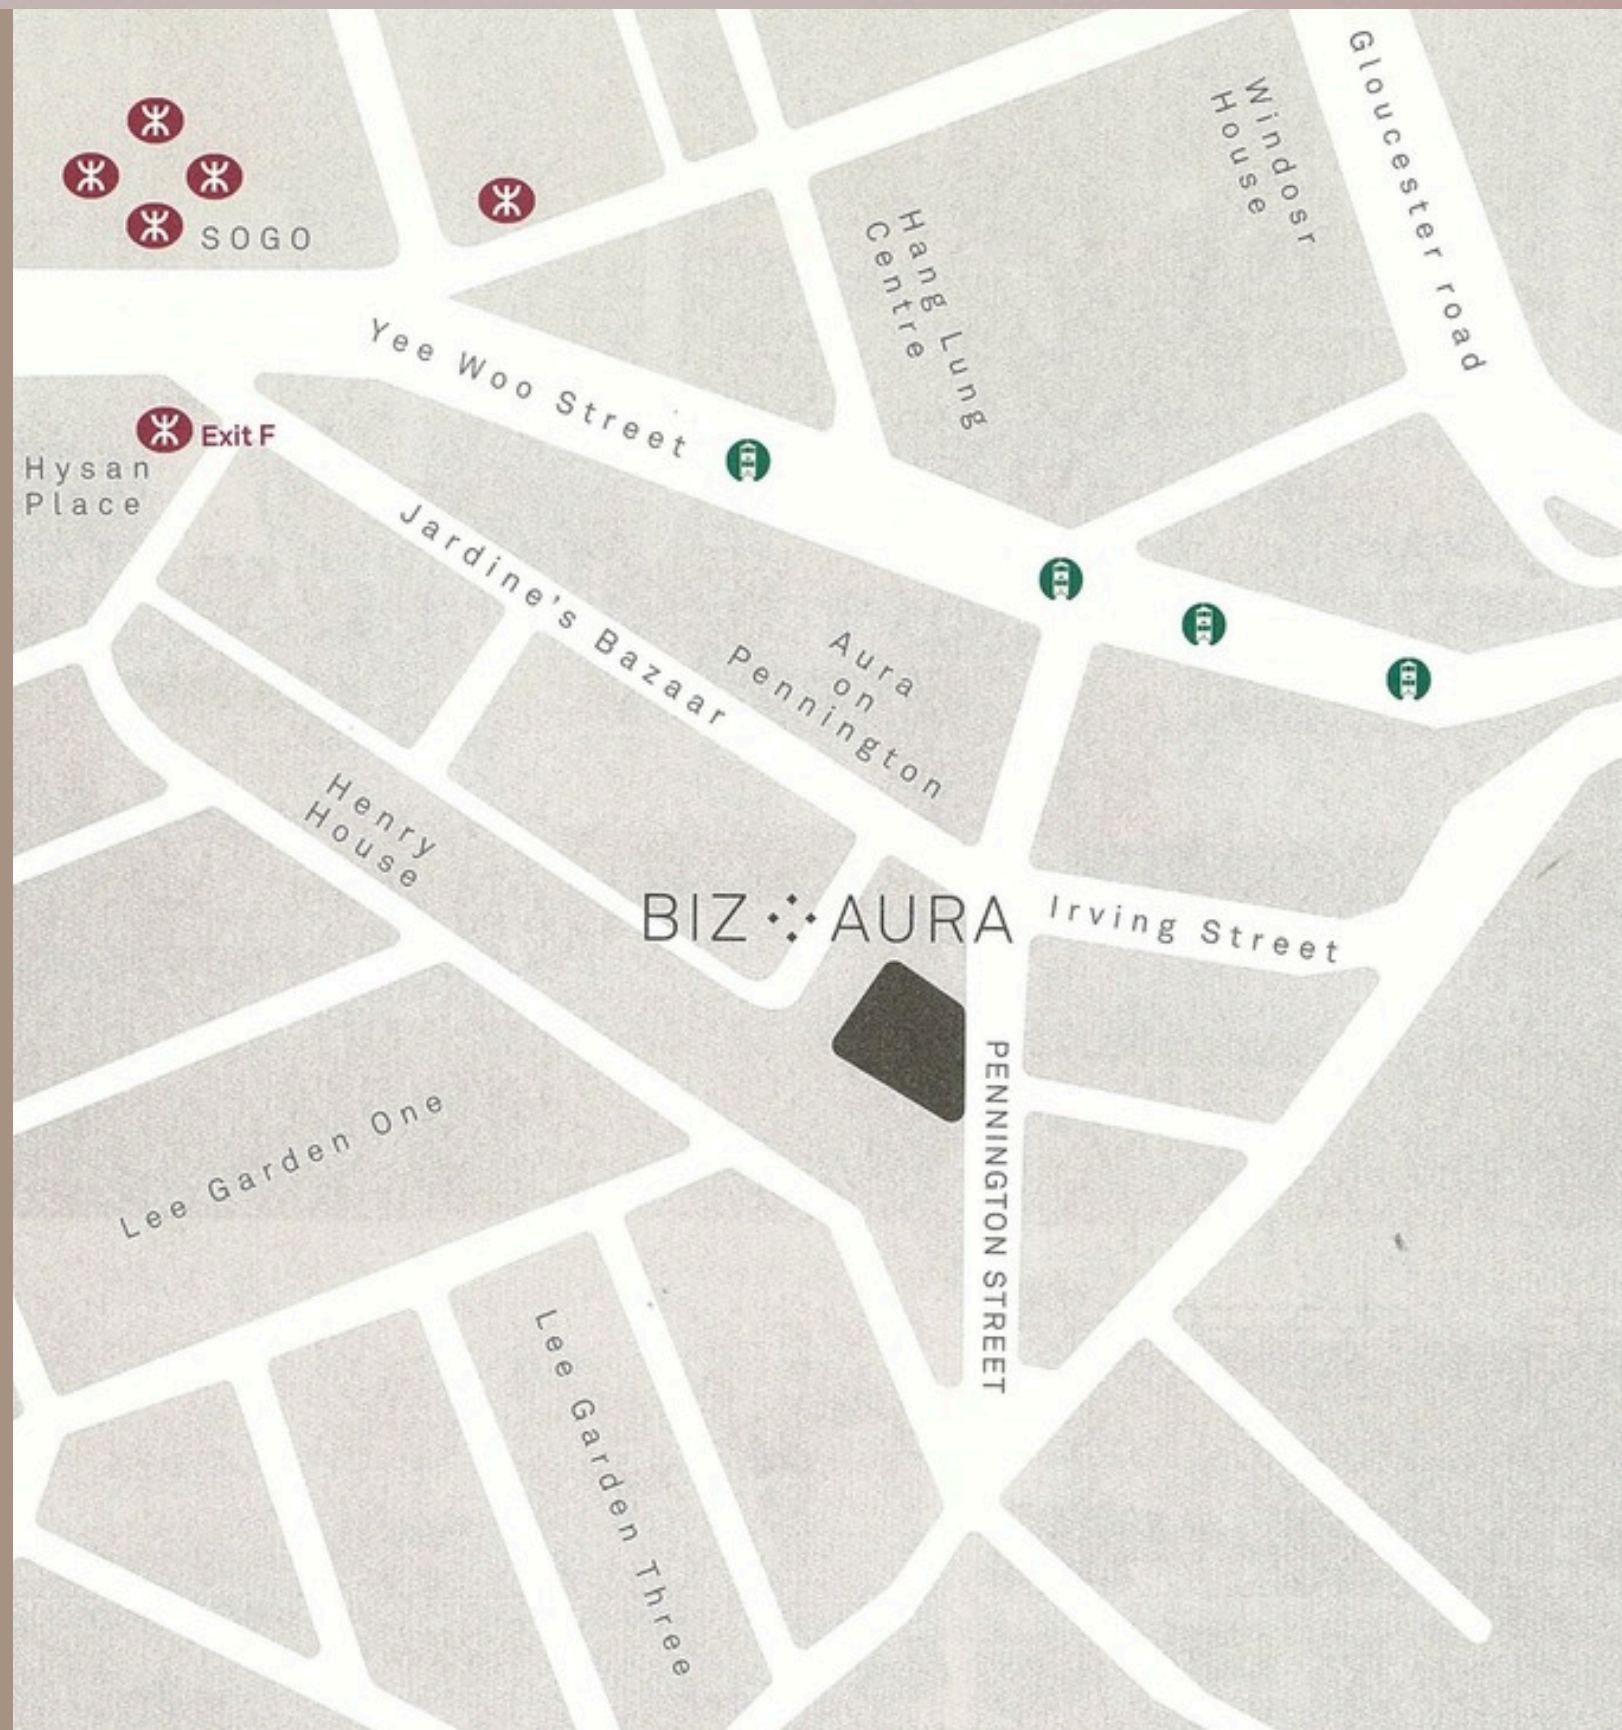 Gloucester road
Windosr
House
SOGO
Hang Lung
Centre
Yee Woo Street
Exit F
Hysan
Place
Jardine's Bazaar
Aura
on
Pennington
Henry
House
BIZ AURA
Irving Street
PENNINGTON STREET
Lee Garden One
Lee Garden Three